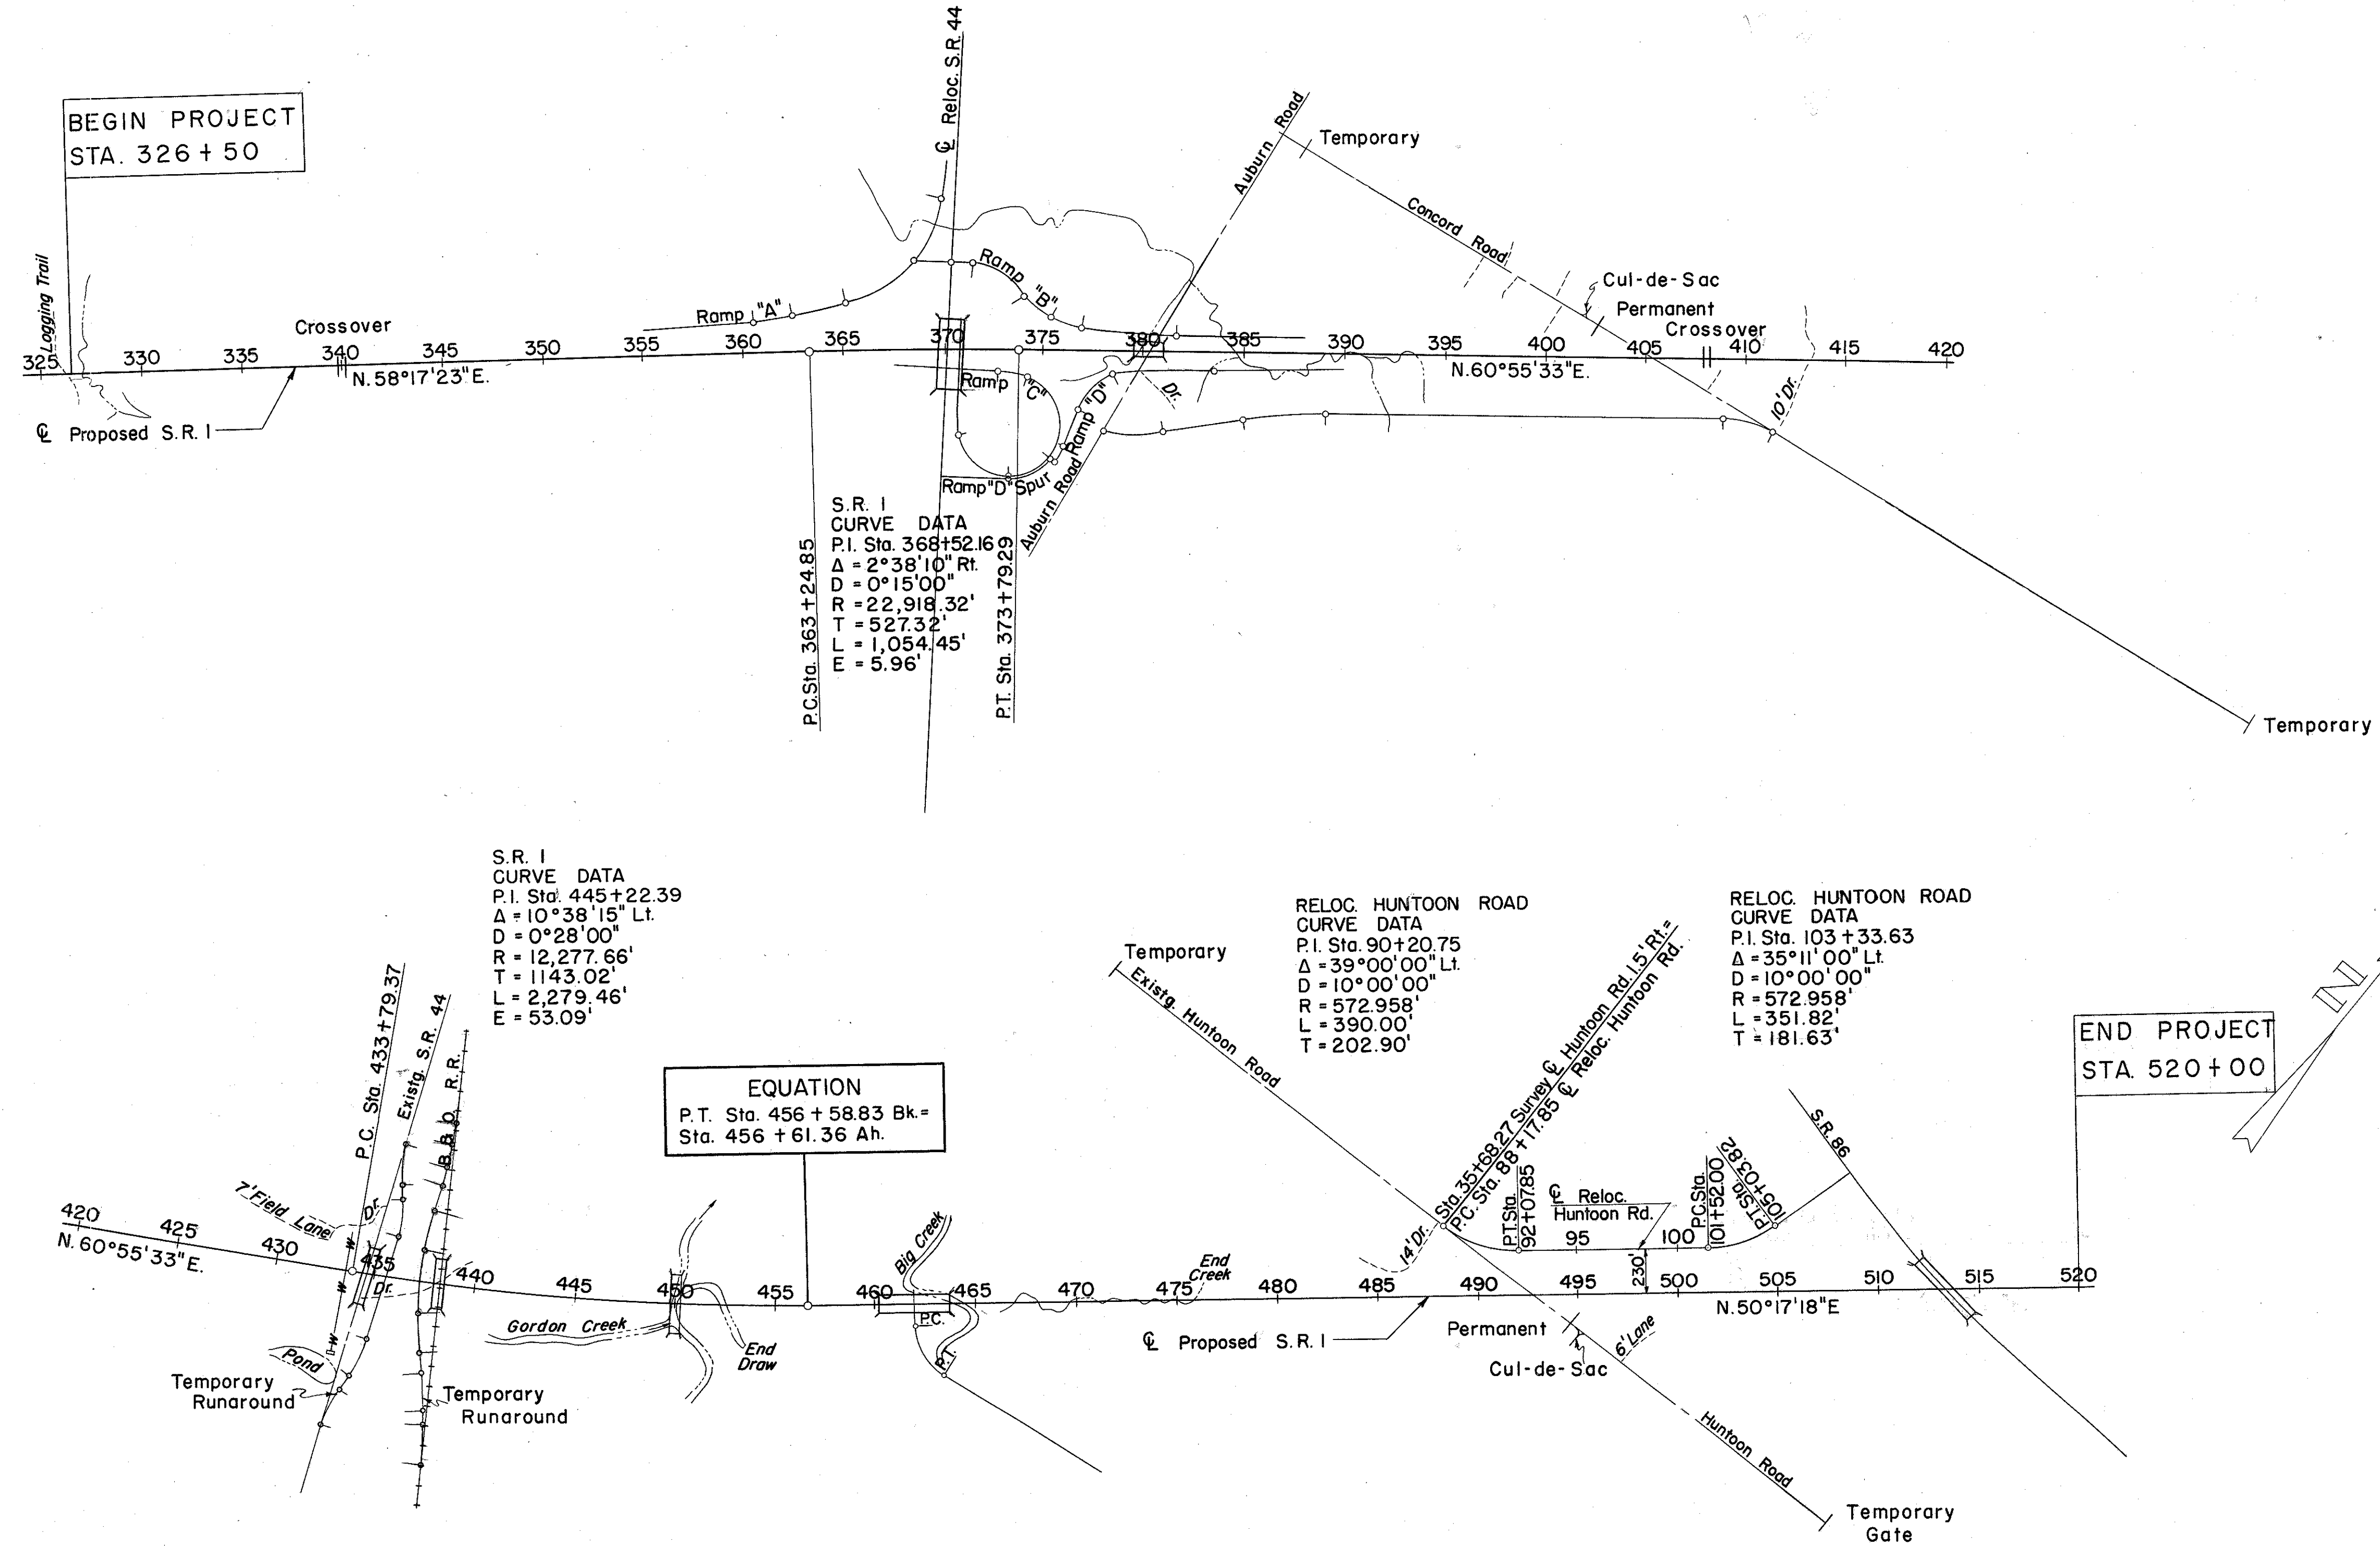 BEGIN PROJECT
STA. 326+50
Logging Trail
Crossover
325
330
335
340
345
350
355
360
365
370
375
380
385
390
395
400
405
410
415
420
N.58°17'23"E.
N.60°55'33"E.
℄ Proposed S.R. 1
Ramp "A"
℄ Reloc. S.R. 44
Ramp "B"
Ramp "C"
Ramp "D"
Ramp "D" Spur
Auburn Road
Auburn Road
Dr.
Temporary
Concord Road
Cul-de-Sac
Permanent
Crossover
10' Dr.
Temporary
P.C. Sta. 363+24.85
S.R. 1
CURVE DATA
P.I. Sta. 368+52.16
Δ = 2°38'10" Rt.
D = 0°15'00"
R = 22,918.32'
T = 527.32'
L = 1,054.45'
E = 5.96'
P.T. Sta. 373+79.29
S.R. 1
CURVE DATA
P.I. Sta. 445+22.39
Δ = 10°38'15" Lt.
D = 0°28'00"
R = 12,277.66'
T = 1143.02'
L = 2,279.46'
E = 53.09'
P.C. Sta. 433+79.37
Existg. S.R. 44
B. & O. R.R.
7' Field Lane
Dr.
420
425
430
435
440
445
450
455
460
465
470
475
480
485
490
495
500
505
510
515
520
N.60°55'33"E.
W
W
W
Dr.
Pond
Temporary
Runaround
Temporary
Runaround
EQUATION
P.T. Sta. 456+58.83 Bk.=
Sta. 456+61.36 Ah.
Gordon Creek
End
Draw
Big Creek
P.C.
P.T.
End
Creek
℄ Proposed S.R. 1
Temporary
Existg. Huntoon Road
RELOC. HUNTOON ROAD
CURVE DATA
P.I. Sta. 90+20.75
Δ = 39°00'00" Lt.
D = 10°00'00"
R = 572.958'
L = 390.00'
T = 202.90'
Sta. 35+68.27 Survey ℄ Huntoon Rd. 1.5' Rt.=
P.C. Sta. 88+17.85 ℄ Reloc. Huntoon Rd.
RELOC. HUNTOON ROAD
CURVE DATA
P.I. Sta. 103+33.63
Δ = 35°11'00" Lt.
D = 10°00'00"
R = 572.958'
L = 351.82'
T = 181.63'
14' Dr.
P.T. Sta.
92+07.85
℄ Reloc.
Huntoon Rd.
95
100
230'
P.C. Sta.
101+52.00
P.T. Sta.
105+03.82
S.R. 86
END PROJECT
STA. 520+00
N
N.50°17'18"E
Permanent
Cul-de-Sac
6' Lane
Huntoon Road
Temporary
Gate